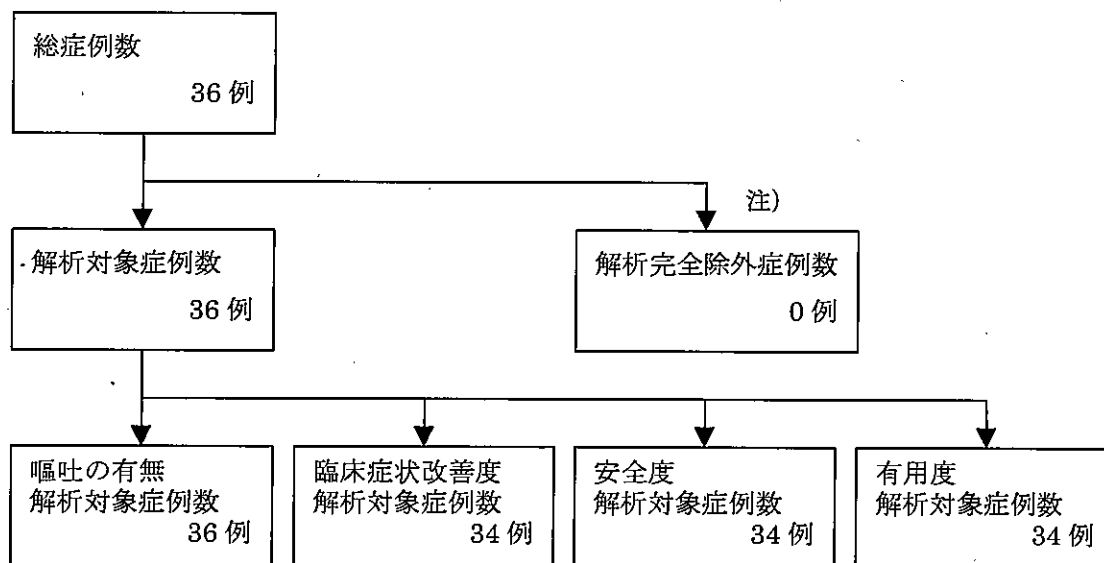 総症例数
36 例
注)
解析対象症例数
36 例
解析完全除外症例数
0 例
嘔吐の有無
解析対象症例数
36 例
臨床症状改善度
解析対象症例数
34 例
安全度
解析対象症例数
34 例
有用度
解析対象症例数
34 例